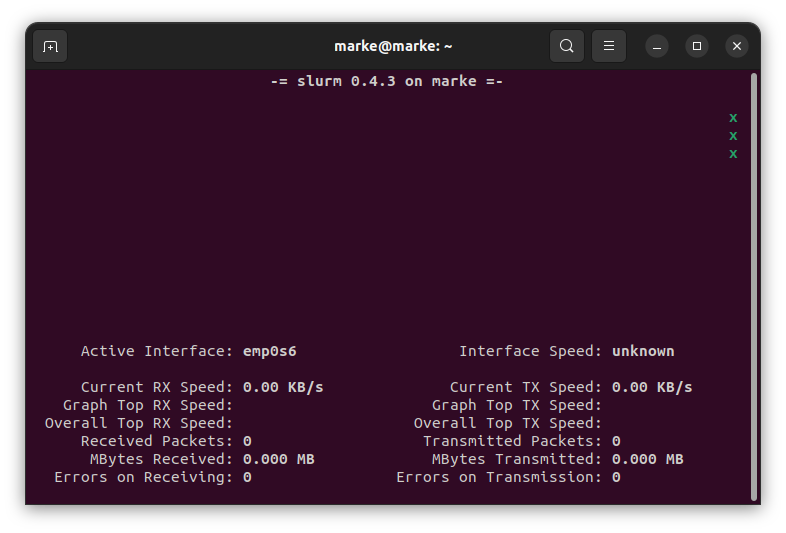 marke@marke: ~
-= slurm 0.4.3 on marke =-
x
x
x
Active Interface: emp0s6 Interface Speed: unknown
Current RX Speed: 0.00 KB/s Current TX Speed: 0.00 KB/s
Graph Top RX Speed: Graph Top TX Speed:
Overall Top RX Speed: Overall Top TX Speed:
Received Packets: 0 Transmitted Packets: 0
MBytes Received: 0.000 MB MBytes Transmitted: 0.000 MB
Errors on Receiving: 0 Errors on Transmission: 0